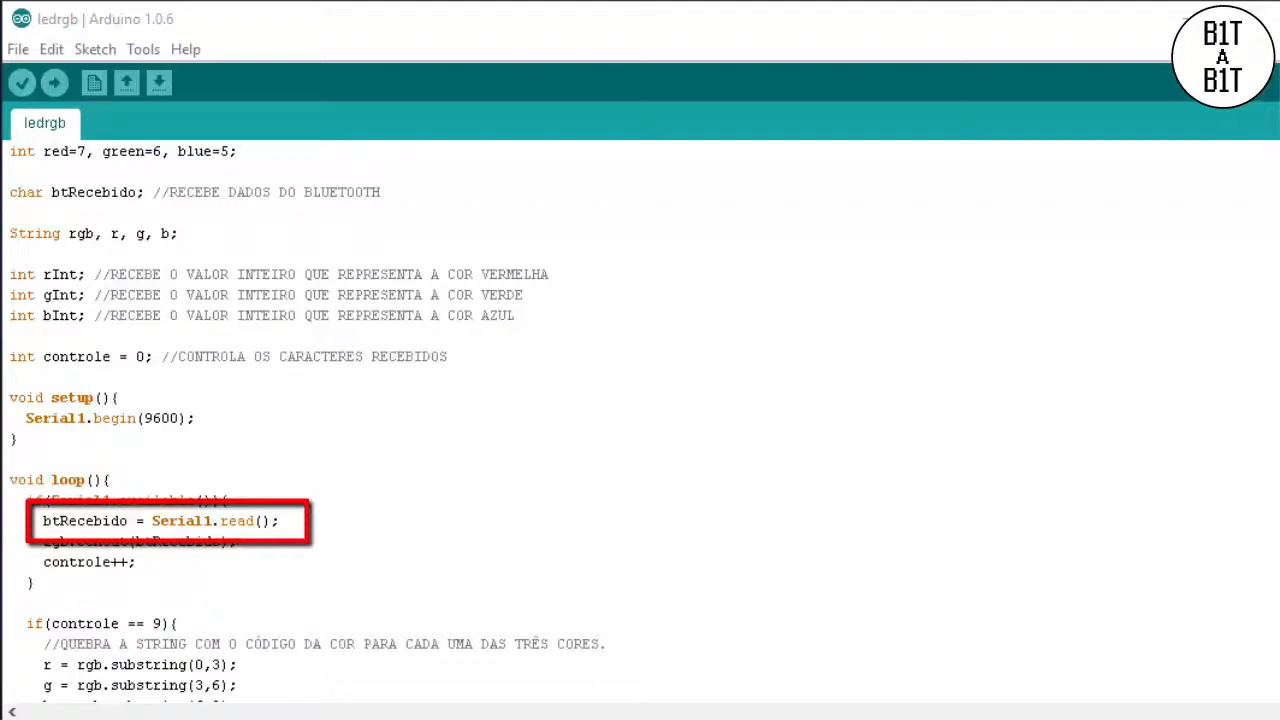 ledrgb | Arduino 1.0.6
B1T
A
B1T
File Edit Sketch Tools Help
ledrgb
int red=7, green=6, blue=5;
char btRecebido; //RECEBE DADOS DO BLUETOOTH
String rgb, r, g, b;
int rInt; //RECEBE O VALOR INTEIRO QUE REPRESENTA A COR VERMELHA
int gInt; //RECEBE O VALOR INTEIRO QUE REPRESENTA A COR VERDE
int bInt; //RECEBE O VALOR INTEIRO QUE REPRESENTA A COR AZUL
int controle = 0; //CONTROLA OS CARACTERES RECEBIDOS
void setup(){
Serial1.begin(9600);
}
void loop(){
btRecebido = Serial1.read();
controle++;
}
if(controle == 9){
//QUEBRA A STRING COM O CÓDIGO DA COR PARA CADA UMA DAS TRÊS CORES.
r = rgb.substring(0,3);
g = rgb.substring(3,6);